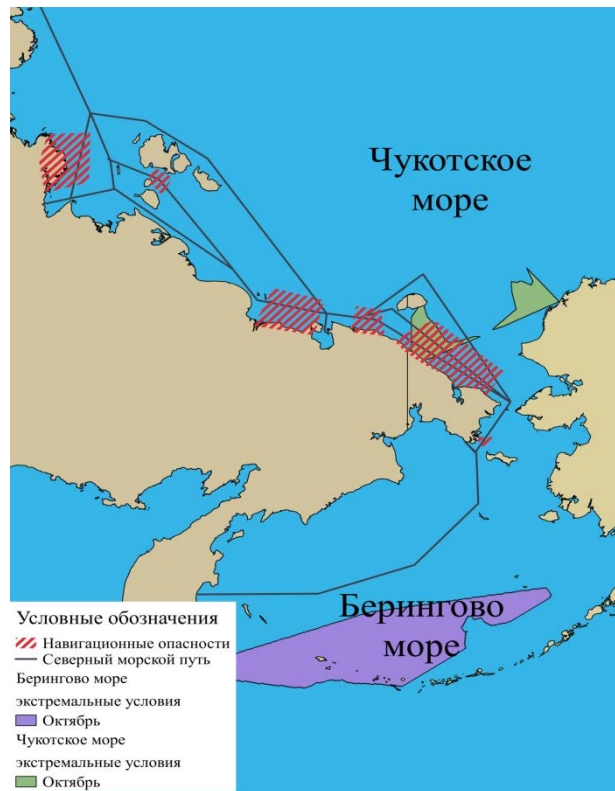 Чукотское
море
Берингово
море
Условные обозначения
Навигационные опасности
Северный морской путь
Берингово море
экстремальные условия
Октябрь
Чукотское море
экстремальные условия
Октябрь